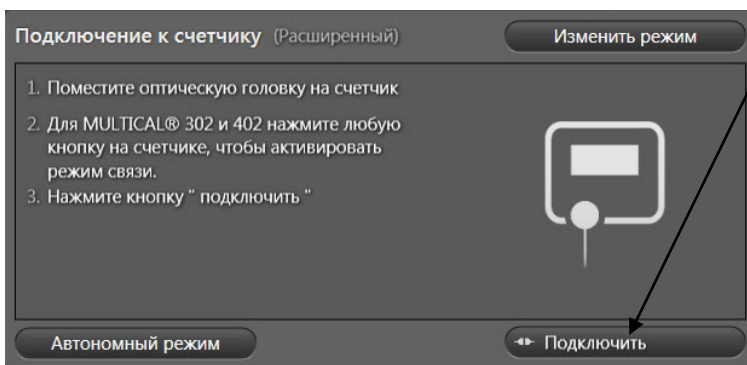 Подключение к счетчику (Расширенный)
Изменить режим
1. Поместите оптическую головку на счетчик
2. Для MULTICAL® 302 и 402 нажмите любую
кнопку на счетчике, чтобы активировать
режим связи.
3. Нажмите кнопку " подключить "
Автономный режим
Подключить